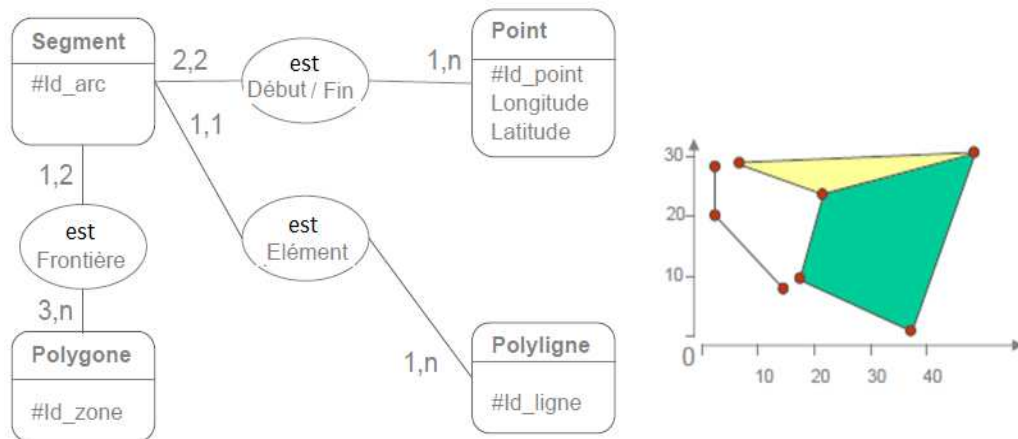 Segment
#Id_arc
2,2
est
Début / Fin
1,n
Point
#Id_point
Longitude
Latitude
1,1
1,2
est
Frontière
3,n
est
Elément
1,n
Polygone
#Id_zone
Polyligne
#Id_ligne
30
20
10
0
10 20 30 40